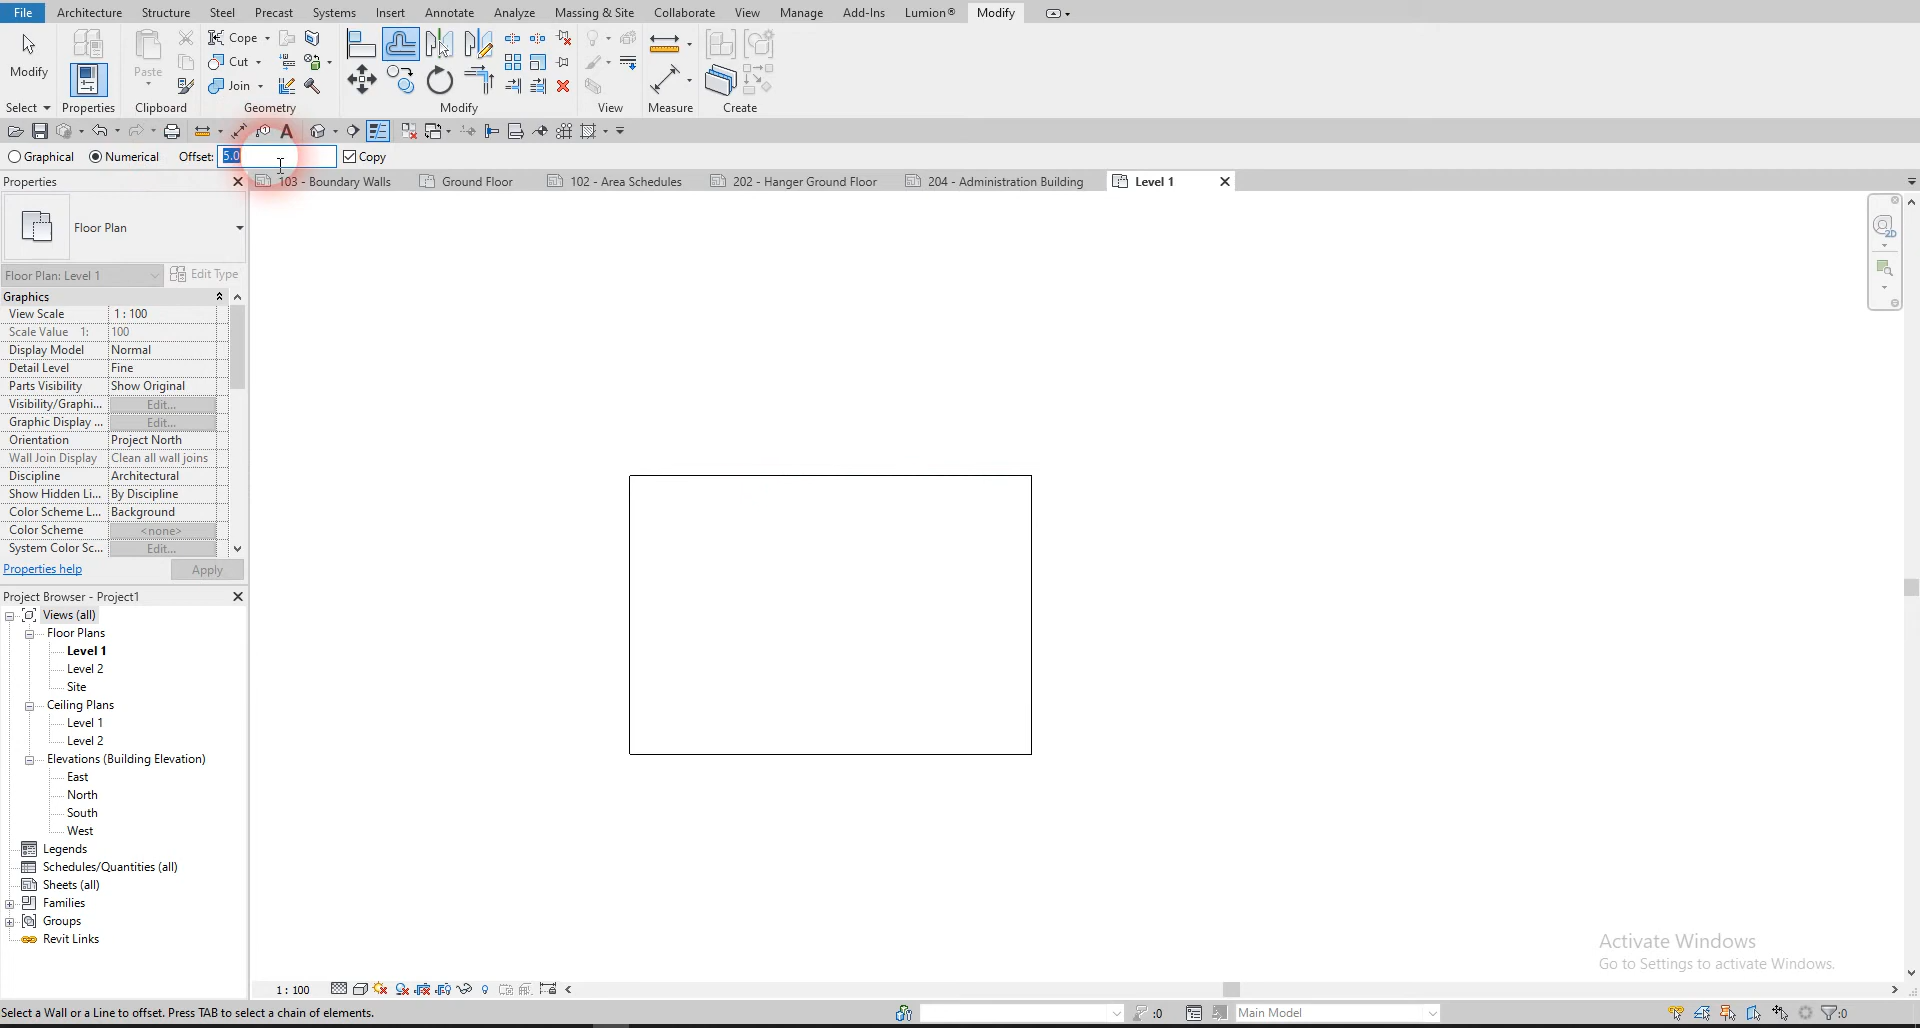 File Architecture Structure Steel Precast Systems Insert Annotate Analyze Massing & Site Collaborate View Manage Add-Ins Lumion® Modify
Modify Paste Cope Cut Join
Select Properties Clipboard Geometry Modify View Measure Create
Graphical Numerical Offset: 5.0 Copy
Properties
103 - Boundary Walls Ground Floor 102 - Area Schedules 202 - Hanger Ground Floor 204 - Administration Building Level 1
Floor Plan
Floor Plan: Level 1 Edit Type
Graphics
View Scale 1 : 100
Scale Value 1: 100
Display Model Normal
Detail Level Fine
Parts Visibility Show Original
Visibility/Graphi... Edit...
Graphic Display ... Edit...
Orientation Project North
Wall Join Display Clean all wall joins
Discipline Architectural
Show Hidden Li... By Discipline
Color Scheme L... Background
Color Scheme <none>
System Color Sc... Edit...
Properties help Apply
Project Browser - Project1
Views (all)
Floor Plans
Level 1
Level 2
Site
Ceiling Plans
Level 1
Level 2
Elevations (Building Elevation)
East
North
South
West
Legends
Schedules/Quantities (all)
Sheets (all)
Families
Groups
Revit Links
Activate Windows
Go to Settings to activate Windows.
1 : 100
Select a Wall or a Line to offset. Press TAB to select a chain of elements. :0 Main Model :0